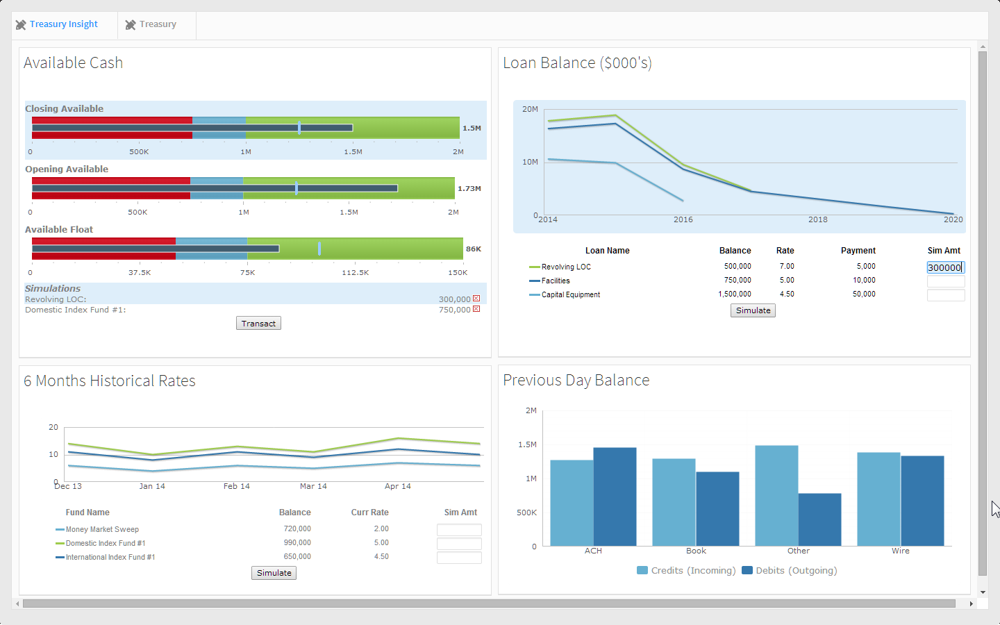 Treasury Insight Treasury
Available Cash
Closing Available
1.5M
0 500K 1M 1.5M 2M
Opening Available
1.73M
0 500K 1M 1.5M 2M
Available Float
86K
0 37.5K 75K 112.5K 150K
Simulations
Revolving LOC: 300,000
Domestic Index Fund #1: 750,000
Transact
Loan Balance ($000's)
20M
10M
0
2014 2016 2018 2020
Loan Name Balance Rate Payment Sim Amt
Revolving LOC 500,000 7.00 5,000 300000
Facilities 750,000 5.00 10,000
Capital Equipment 1,500,000 4.50 50,000
Simulate
6 Months Historical Rates
20
10
0
Dec 13 Jan 14 Feb 14 Mar 14 Apr 14
Fund Name Balance Curr Rate Sim Amt
Money Market Sweep 720,000 2.00
Domestic Index Fund #1 990,000 5.00
International Index Fund #1 650,000 4.50
Simulate
Previous Day Balance
2M
1.5M
1M
500K
0
ACH Book Other Wire
Credits (Incoming) Debits (Outgoing)